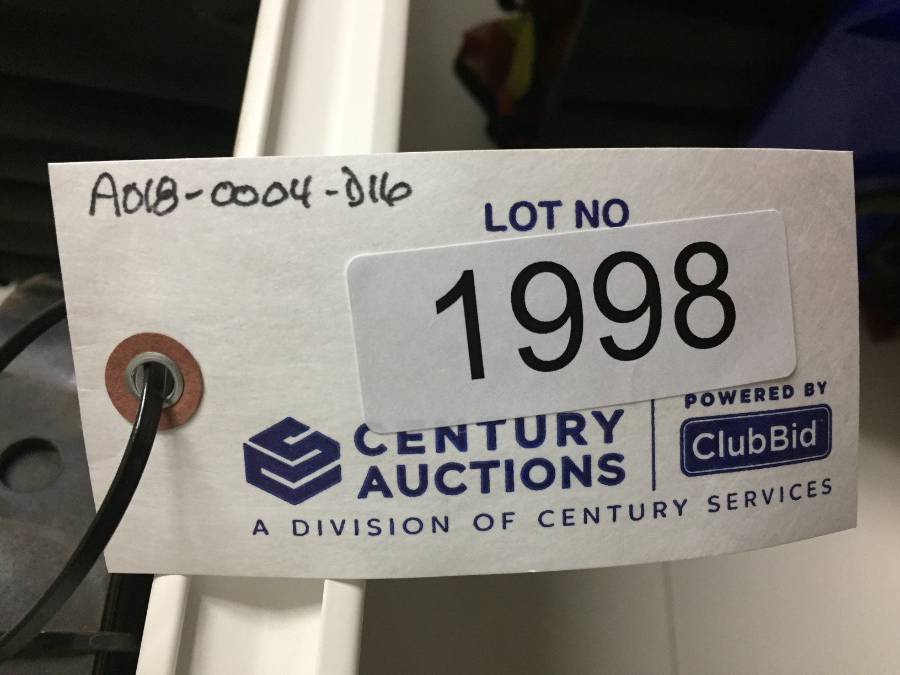 A018-0004-D16
LOT NO
1998
CENTURY
AUCTIONS
POWERED BY
ClubBid
A DIVISION OF CENTURY SERVICES